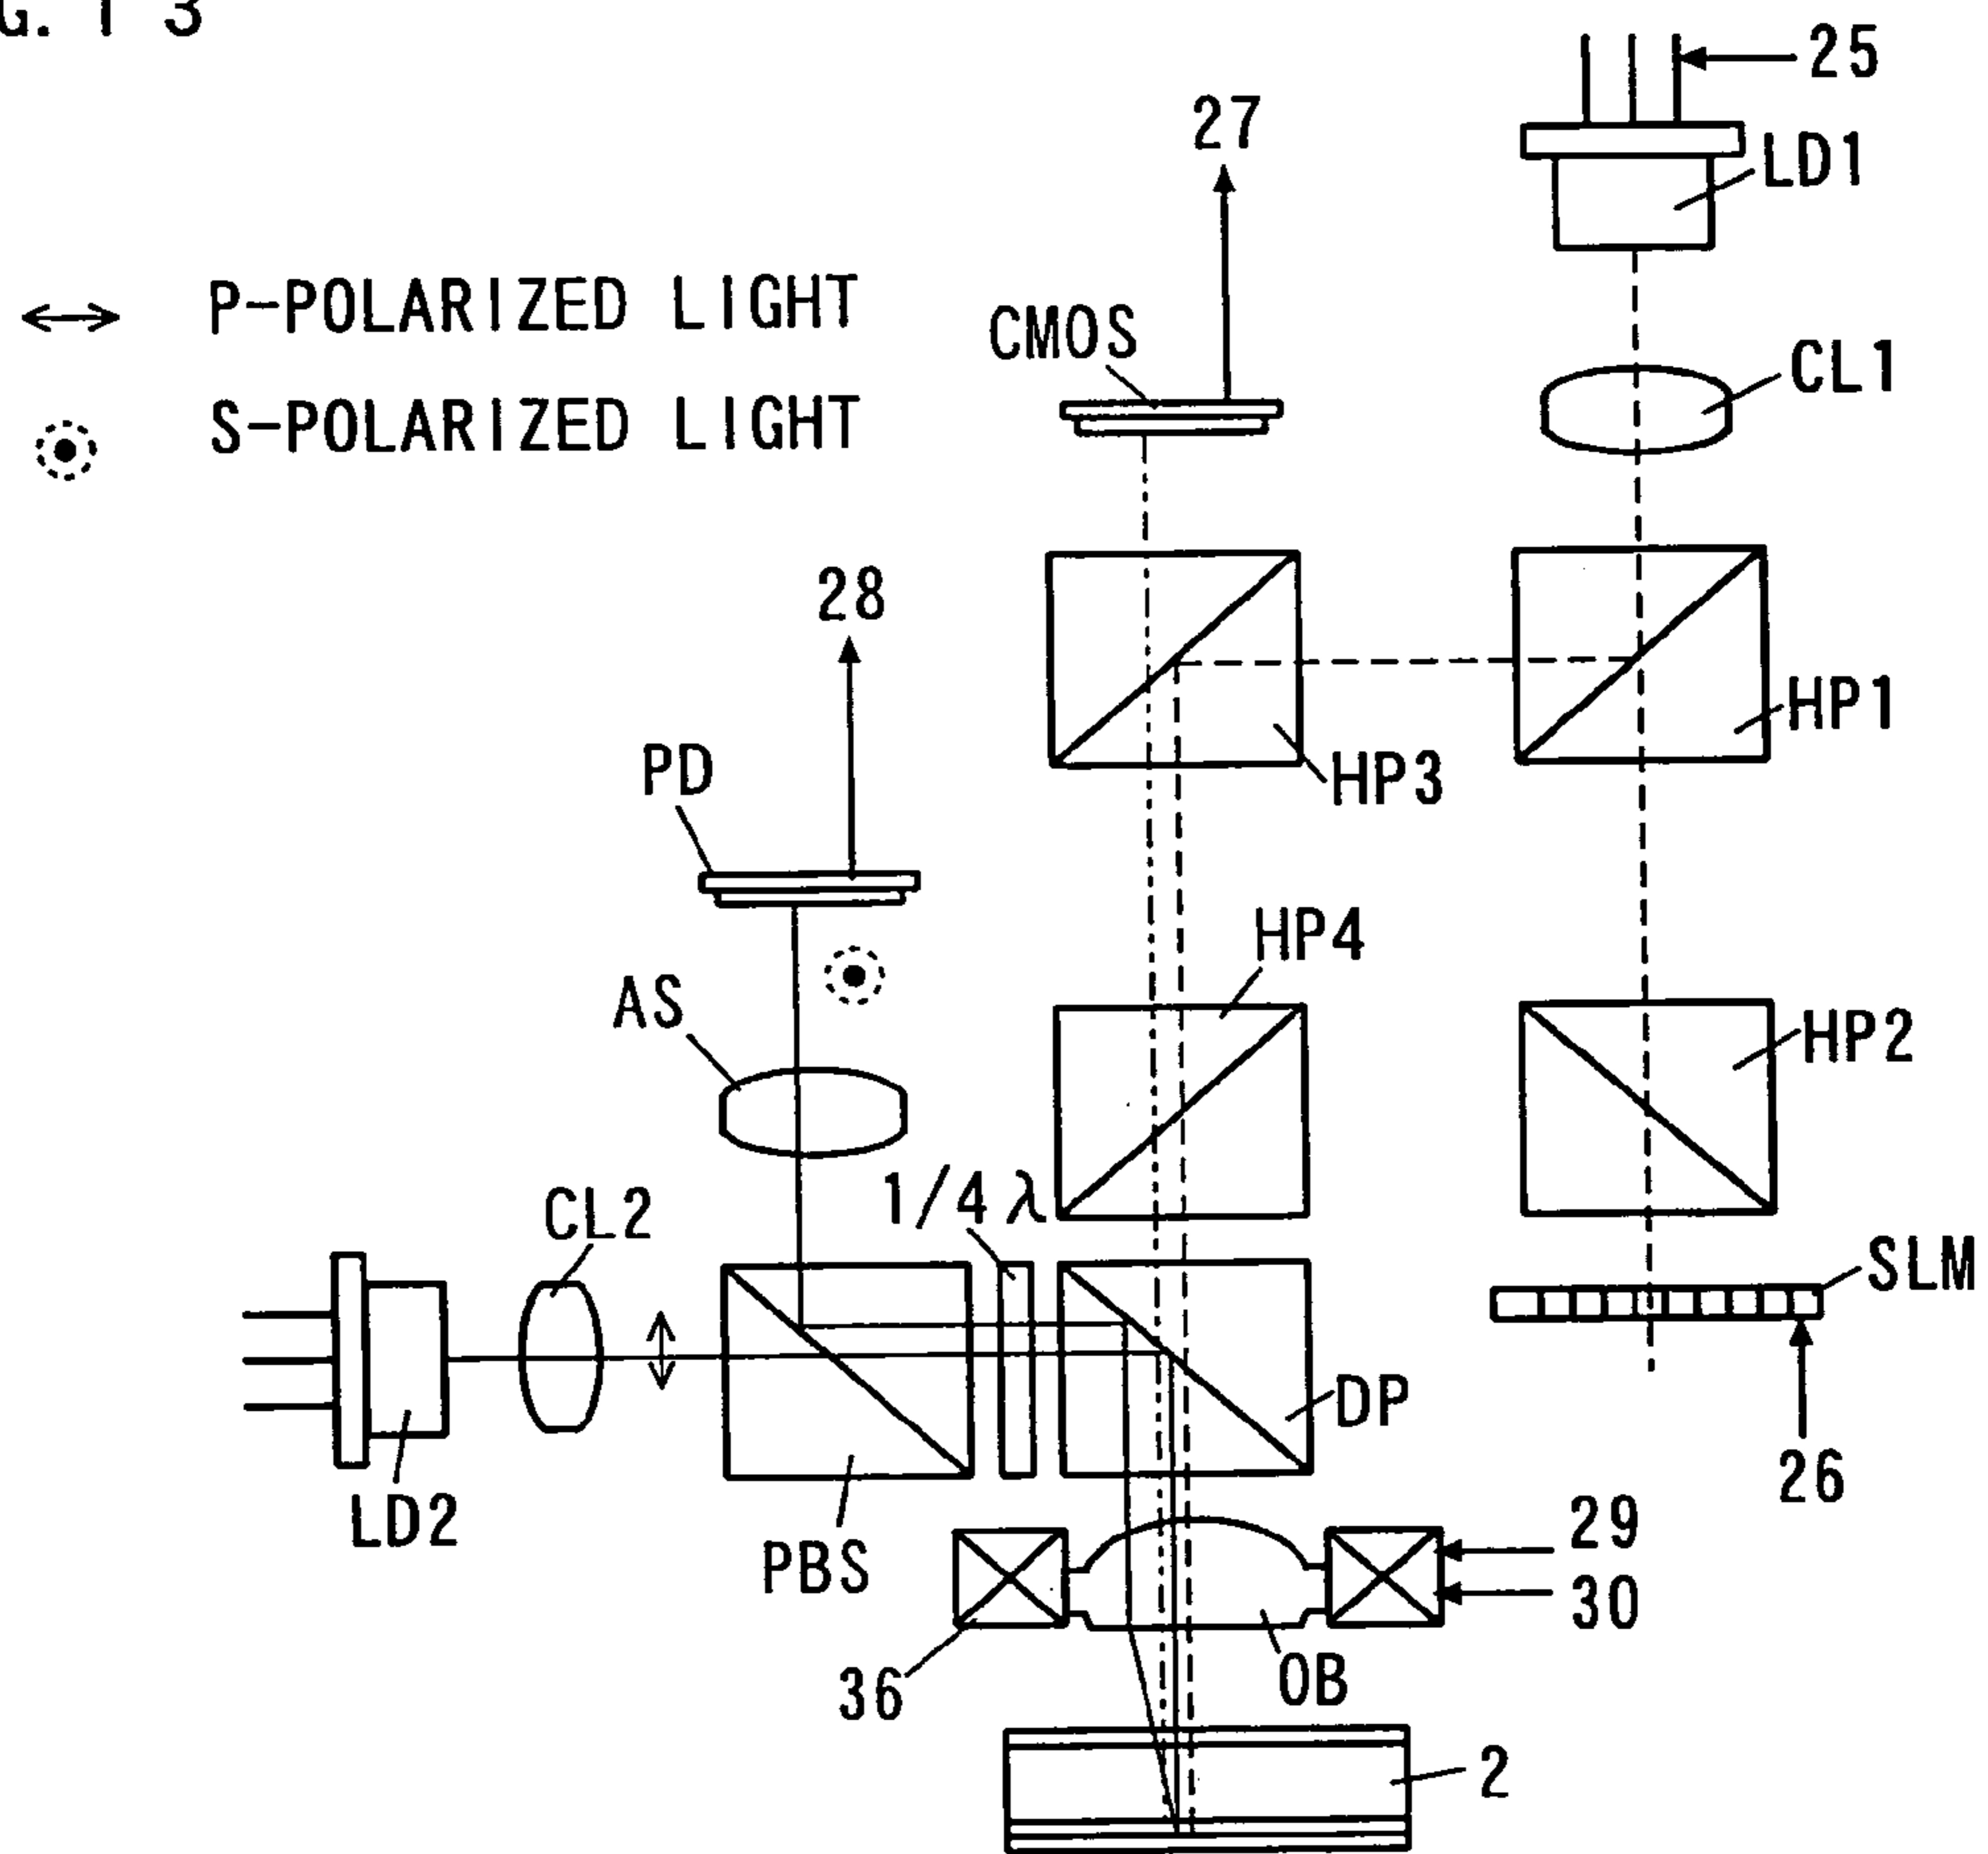 G. 1 3
25
27
LD1
P-POLARIZED LIGHT
CMOS
CL1
S-POLARIZED LIGHT
28
HP1
PD
HP3
HP4
AS
HP2
1/4 λ
CL2
SLM
DP
26
LD2
29
PBS
30
36
OB
2